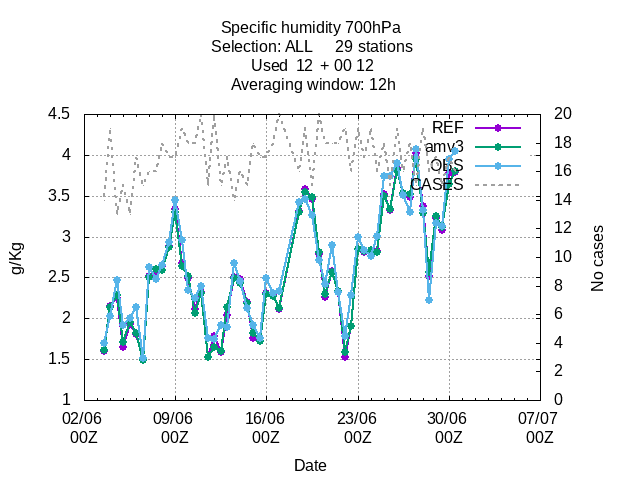 Specific humidity 700hPa
Selection: ALL 29 stations
Used 12 + 00 12
Averaging window: 12h
4.5
4
3.5
3
2.5
2
1.5
1
g/Kg
20
18
16
14
12
10
8
6
4
2
0
No cases
REF
amv3
OBS
CASES
02/06 09/06 16/06 23/06 30/06 07/07
00Z 00Z 00Z 00Z 00Z 00Z
Date